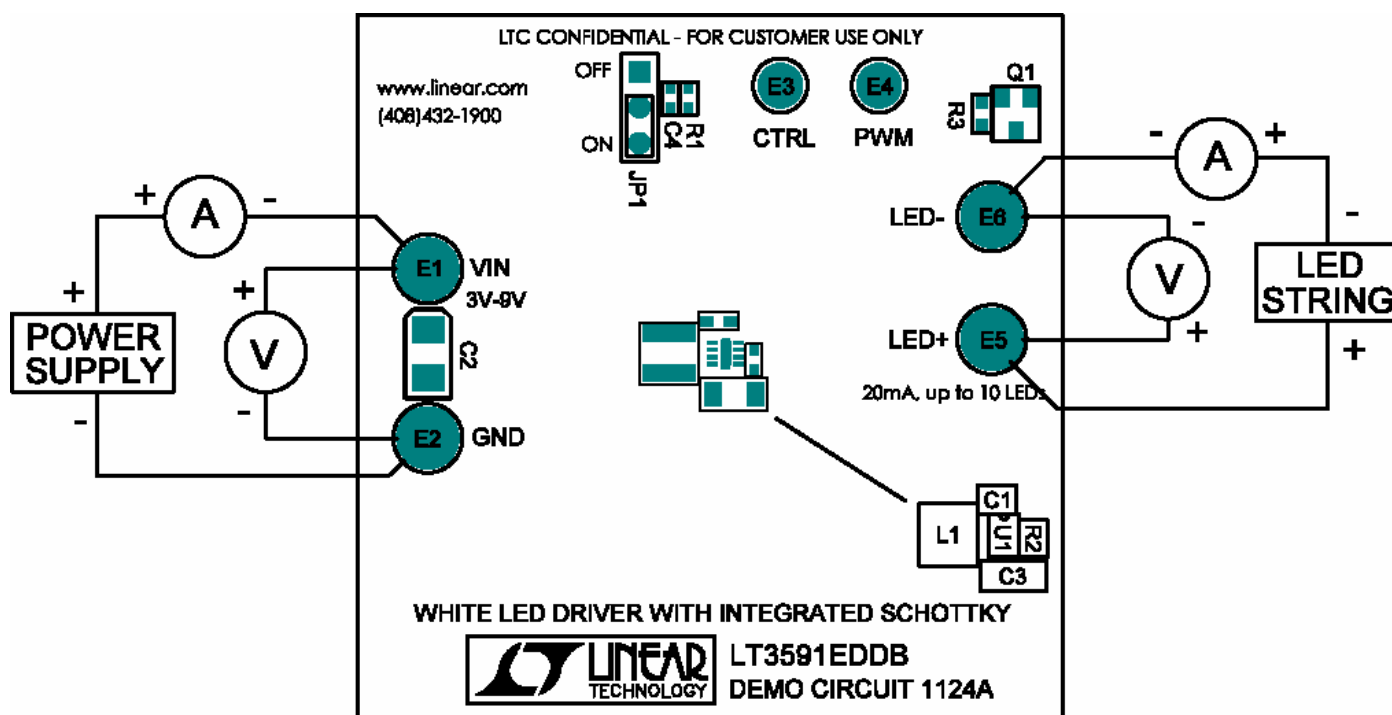 LTC CONFIDENTIAL - FOR CUSTOMER USE ONLY
www.linear.com
(408)432-1900
OFF
ON
JP1
C4
R1
E3
CTRL
E4
PWM
Q1
R3
+
A
-
+
POWER
SUPPLY
-
+
V
-
E1
VIN
3V-9V
C2
E2
GND
LED-
E6
LED+
E5
20mA, up to 10 LEDs
-
A
+
-
V
+
-
LED
STRING
+
L1
C1
U1
R2
C3
WHITE LED DRIVER WITH INTEGRATED SCHOTTKY
LINEAR
TECHNOLOGY
LT3591EDDB
DEMO CIRCUIT 1124A